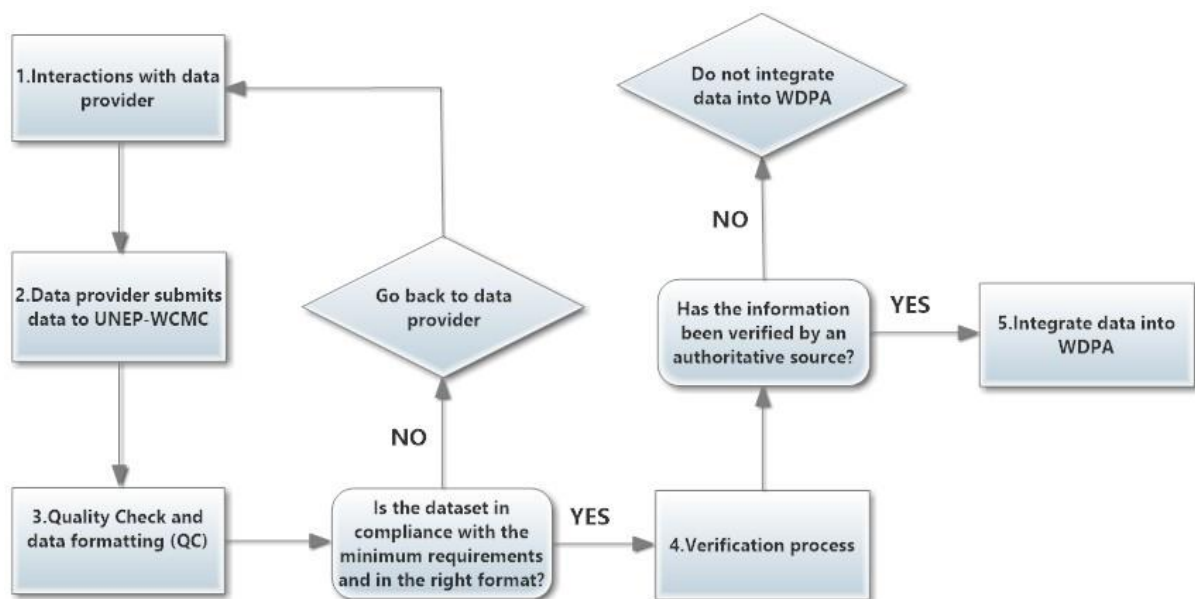 1.Interactions with data
provider
2.Data provider submits
data to UNEP-WCMC
3.Quality Check and
data formatting (QC)
Is the dataset in
compliance with the
minimum requirements
and in the right format?
NO
Go back to data
provider
YES
4.Verification process
Has the information
been verified by an
authoritative source?
NO
Do not integrate
data into WDPA
YES
5.Integrate data into
WDPA